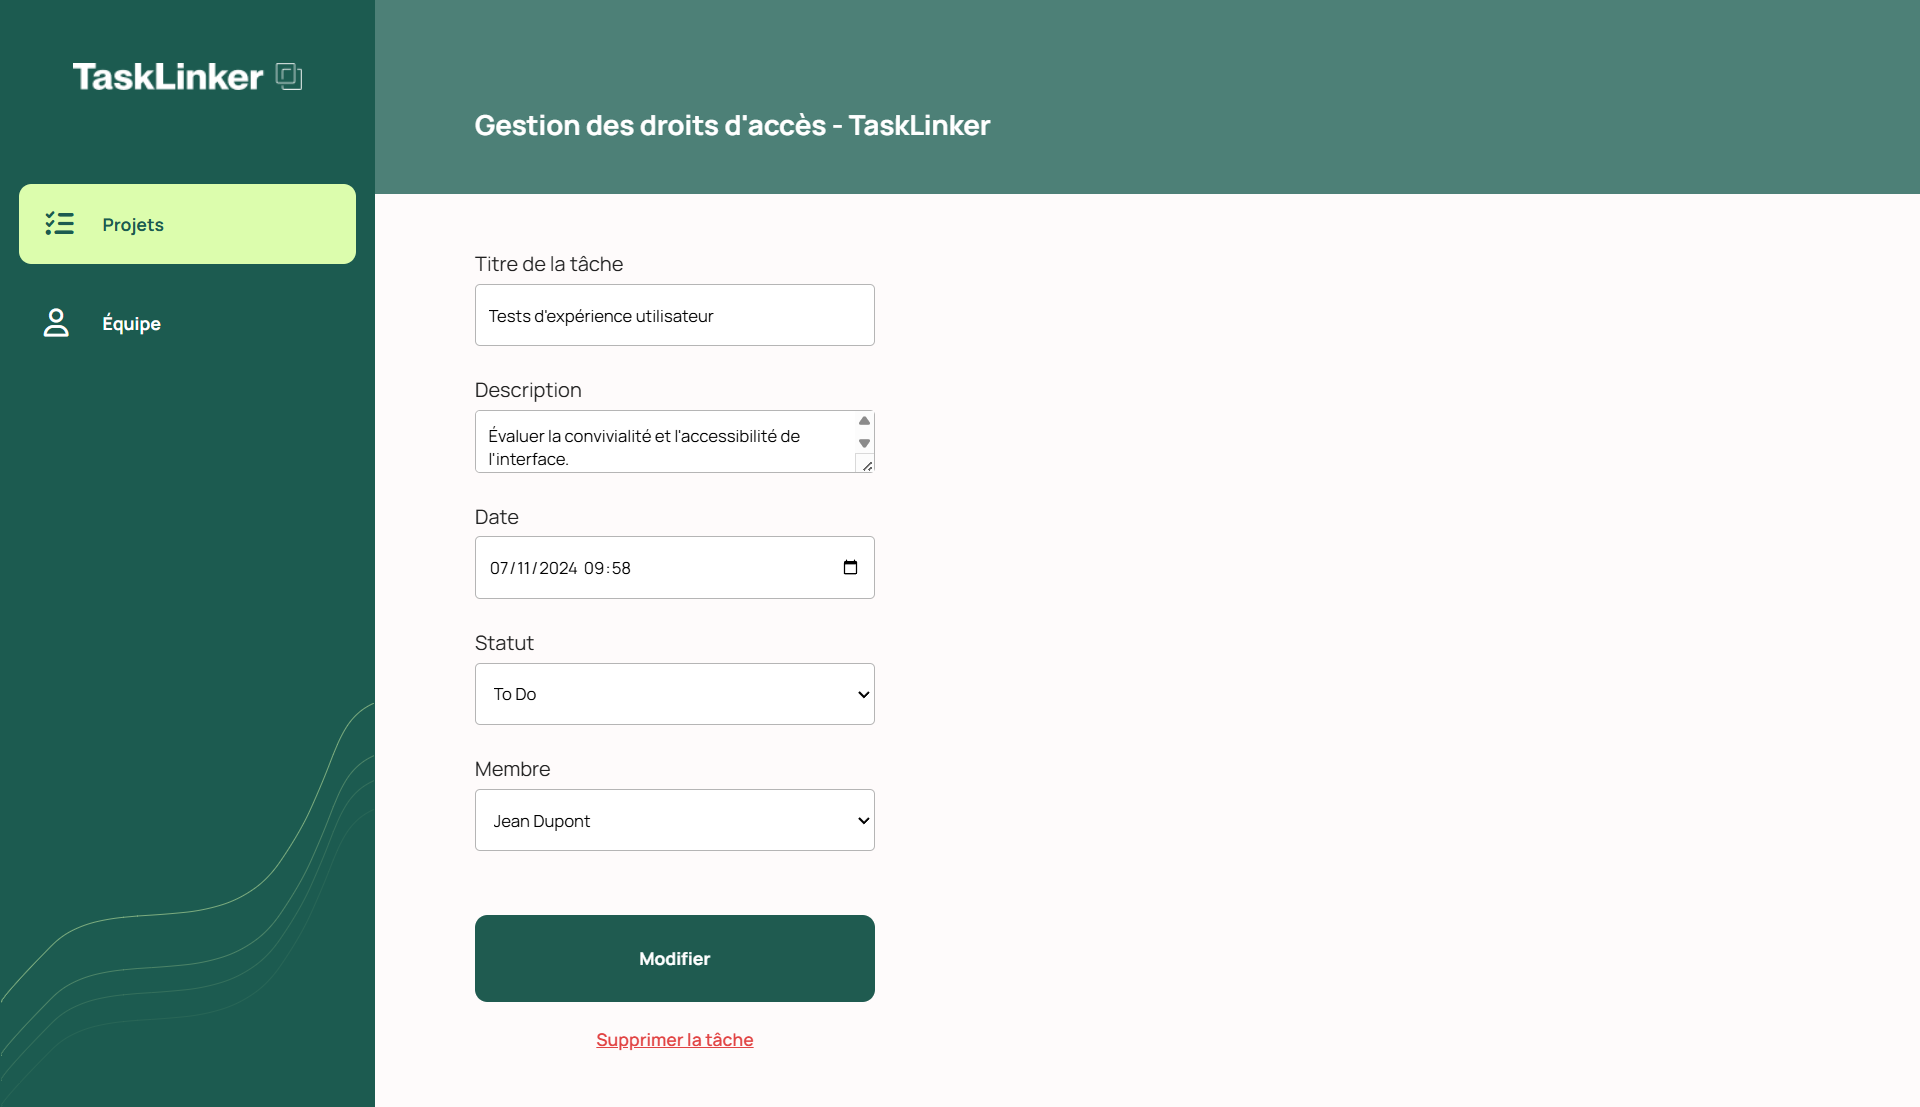 TaskLinker
Projets
Équipe
Gestion des droits d'accès - TaskLinker
Titre de la tâche
Tests d'expérience utilisateur
Description
Évaluer la convivialité et l'accessibilité de
l'interface.
Date
07/11/2024 09:58
Statut
To Do
Membre
Jean Dupont
Modifier
Supprimer la tâche